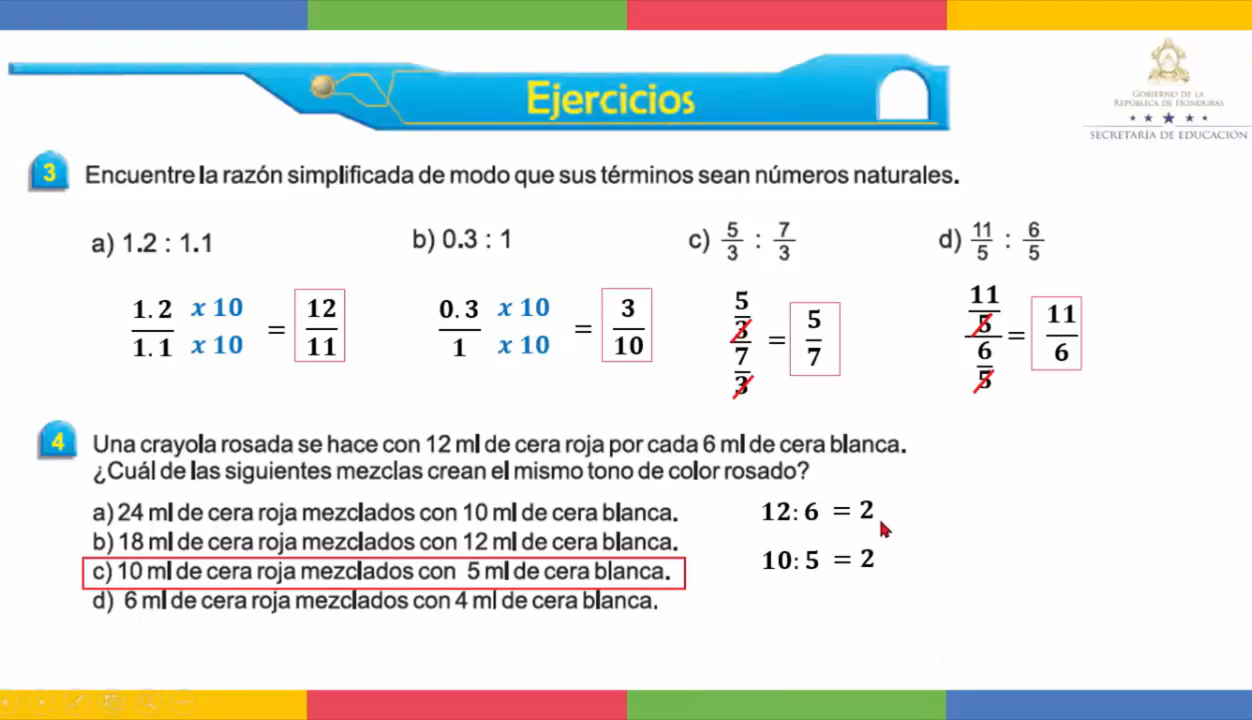 Ejercicios
GOBIERNO DE LA
REPÚBLICA DE HONDURAS
SECRETARÍA DE EDUCACIÓN
3 Encuentre la razón simplificada de modo que sus términos sean números naturales.
a) 1.2 : 1.1 b) 0.3 : 1 c) 5/3 : 7/3 d) 11/5 : 6/5
1.2 x 10 / 1.1 x 10 = 12/11
0.3 x 10 / 1 x 10 = 3/10
5/3 / 7/3 = 5/7
11/5 / 6/5 = 11/6
4 Una crayola rosada se hace con 12 ml de cera roja por cada 6 ml de cera blanca.
¿Cuál de las siguientes mezclas crean el mismo tono de color rosado?
a) 24 ml de cera roja mezclados con 10 ml de cera blanca.
b) 18 ml de cera roja mezclados con 12 ml de cera blanca.
c) 10 ml de cera roja mezclados con 5 ml de cera blanca.
d) 6 ml de cera roja mezclados con 4 ml de cera blanca.
12: 6 = 2
10: 5 = 2